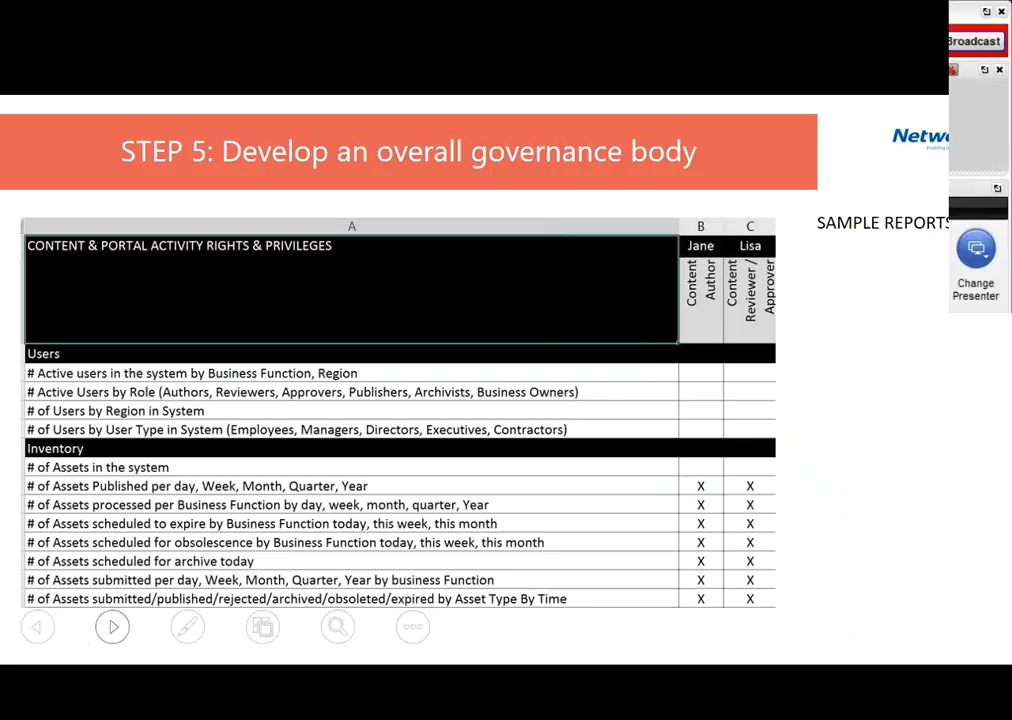 Broadcast
STEP 5: Develop an overall governance body
Netwo
SAMPLE REPORTS
Change
Presenter
A B C
CONTENT & PORTAL ACTIVITY RIGHTS & PRIVILEGES
Jane Lisa
Content
Author
Content
Reviewer /
Approver
Users
# Active users in the system by Business Function, Region
# Active Users by Role (Authors, Reviewers, Approvers, Publishers, Archivists, Business Owners)
# of Users by Region in System
# of Users by User Type in System (Employees, Managers, Directors, Executives, Contractors)
Inventory
# of Assets in the system
# of Assets Published per day, Week, Month, Quarter, Year X X
# of Assets processed per Business Function by day, week, month, quarter, Year X X
# of Assets scheduled to expire by Business Function today, this week, this month X X
# of Assets scheduled for obsolescence by Business Function today, this week, this month X X
# of Assets scheduled for archive today X X
# of Assets submitted per day, Week, Month, Quarter, Year by business Function X X
# of Assets submitted/published/rejected/archived/obsoleted/expired by Asset Type By Time X X